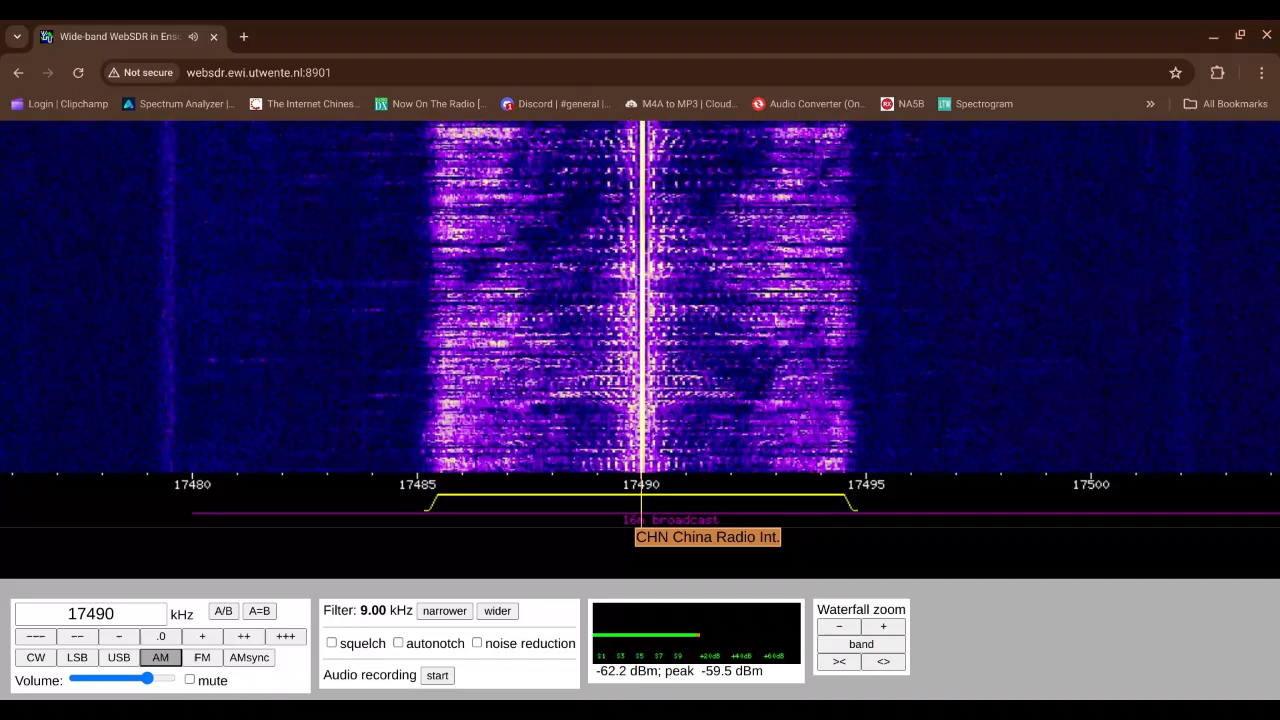 Wide-band WebSDR in Ensc
Not secure websdr.ewi.utwente.nl:8901
Login | Clipchamp Spectrum Analyzer |... The Internet Chines... Now On The Radio [... Discord | #general |... M4A to MP3 | Cloud... Audio Converter (On... NA5B Spectrogram » All Bookmarks
17480 17485 17490 17495 17500
16m broadcast
CHN China Radio Int.
17490 kHz A/B A=B
--- -- - .0 + ++ +++
CW LSB USB AM FM AMsync
Volume: mute
Filter: 9.00 kHz narrower wider
squelch autonotch noise reduction
Audio recording start
S1 S3 S5 S7 S9 +20dB +40dB +60dB
-62.2 dBm; peak -59.5 dBm
Waterfall zoom
- +
band
>< <>